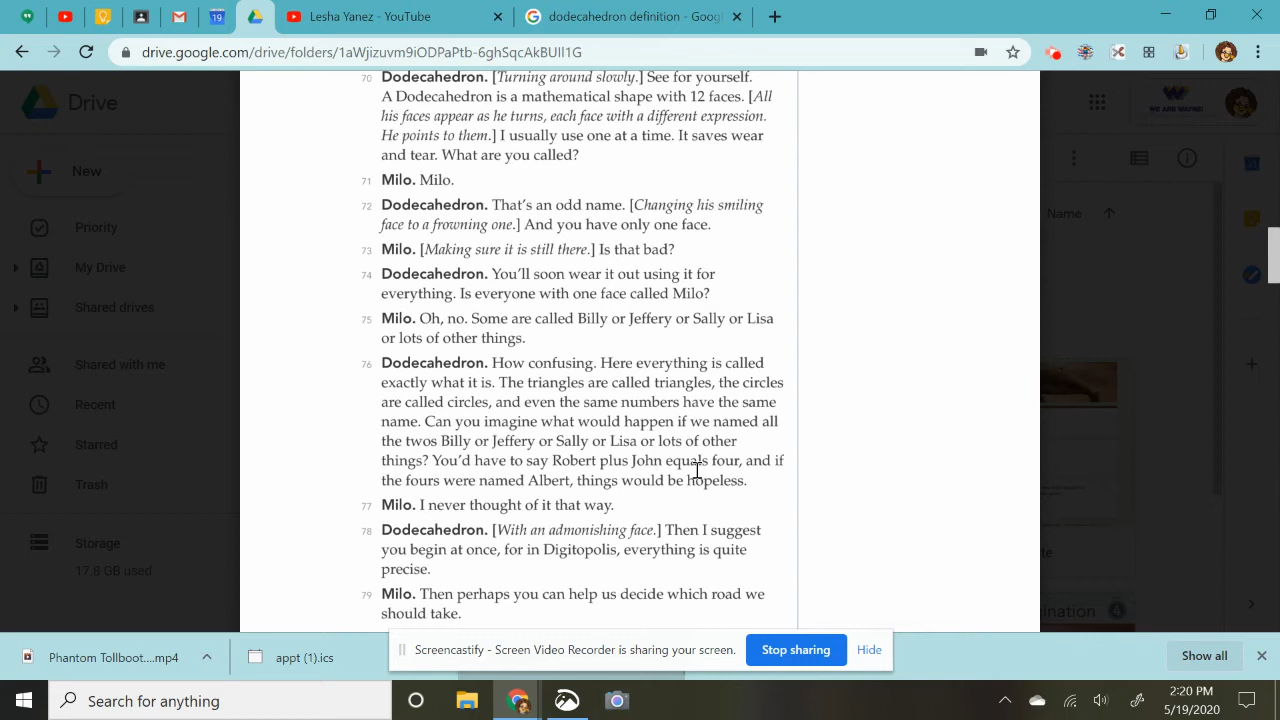 Lesha Yanez - YouTube
dodecahedron definition - Goog
19
drive.google.com/drive/folders/1aWjizuvm9iODPaPtb-6ghSqcAkBUIl1G
Drive
New
Priority
My Drive
Shared drives
Shared with me
Recent
Starred
Trash
Storage
17.8 GB used
70 Dodecahedron. [Turning around slowly.] See for yourself.
A Dodecahedron is a mathematical shape with 12 faces. [All
his faces appear as he turns, each face with a different expression.
He points to them.] I usually use one at a time. It saves wear
and tear. What are you called?
71 Milo. Milo.
72 Dodecahedron. That's an odd name. [Changing his smiling
face to a frowning one.] And you have only one face.
73 Milo. [Making sure it is still there.] Is that bad?
74 Dodecahedron. You'll soon wear it out using it for
everything. Is everyone with one face called Milo?
75 Milo. Oh, no. Some are called Billy or Jeffery or Sally or Lisa
or lots of other things.
76 Dodecahedron. How confusing. Here everything is called
exactly what it is. The triangles are called triangles, the circles
are called circles, and even the same numbers have the same
name. Can you imagine what would happen if we named all
the twos Billy or Jeffery or Sally or Lisa or lots of other
things? You'd have to say Robert plus John equals four, and if
the fours were named Albert, things would be hopeless.
77 Milo. I never thought of it that way.
78 Dodecahedron. [With an admonishing face.] Then I suggest
you begin at once, for in Digitopolis, everything is quite
precise.
79 Milo. Then perhaps you can help us decide which road we
should take.
WE ARE WAYNE!
Name
Screencastify - Screen Video Recorder is sharing your screen.
Stop sharing
Hide
Phantom Tollboot....mp4
appt (1).ics
Show all
Search for anything
2:20 PM
5/19/2020